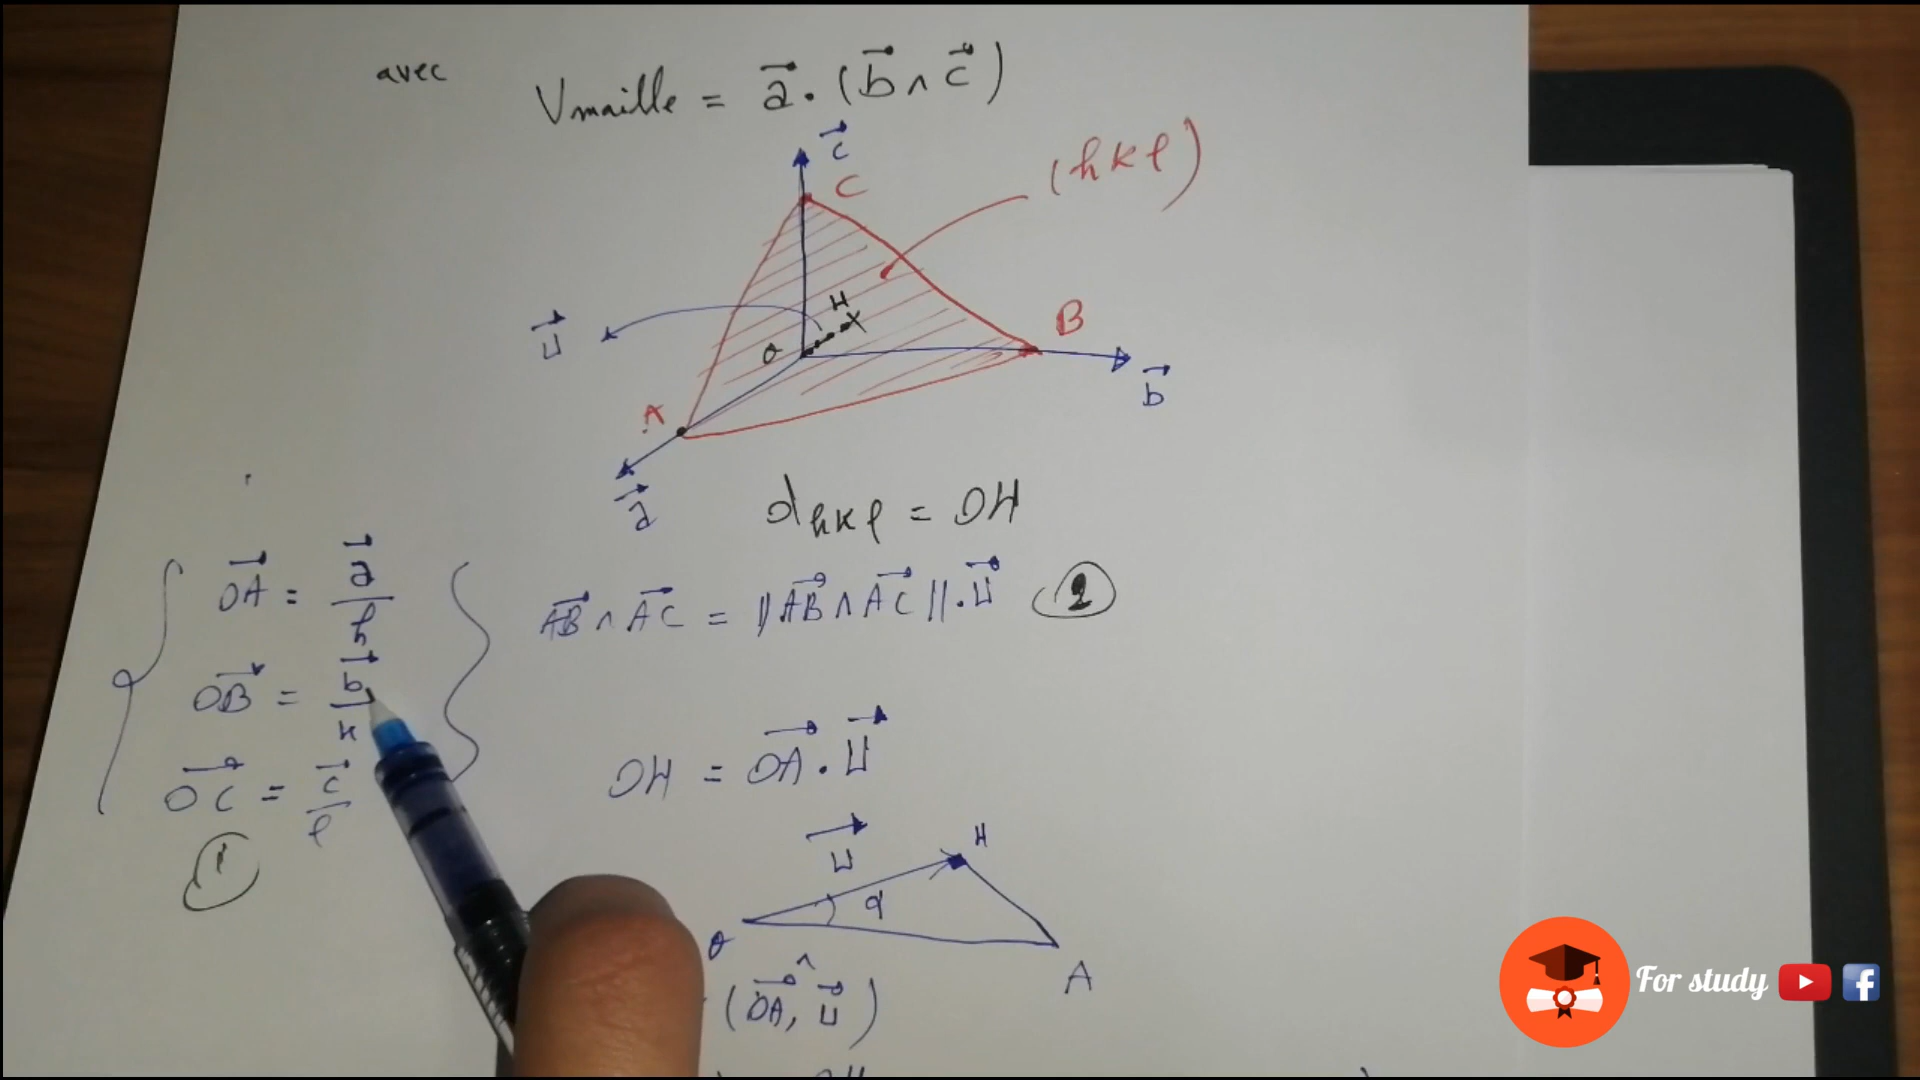 avec
Vmaille = a⃗ . (b⃗ ∧ c⃗)
c⃗
C
(hkl)
H
u⃗
O
B
b⃗
A
a⃗
dhkl = OH
OA⃗ = a⃗/h
AB⃗ ∧ AC⃗ = ||AB⃗ ∧ AC⃗|| . u⃗ ②
OB⃗ = b⃗/k
OH = OA⃗ . u⃗
OC⃗ = c⃗/l
①
u⃗
H
α
O
A
(OA⃗, u⃗)
For study